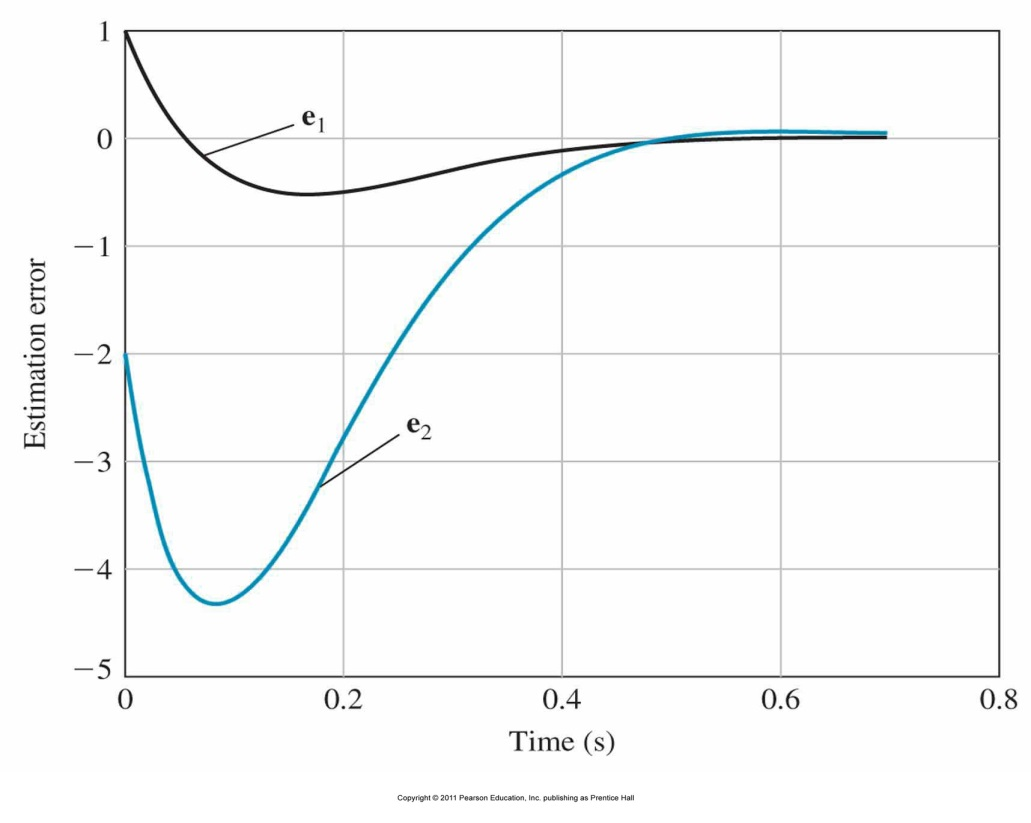 1
0
−1
−2
−3
−4
−5
Estimation error
e1
e2
0 0.2 0.4 0.6 0.8
Time (s)
Copyright © 2011 Pearson Education, Inc. publishing as Prentice Hall